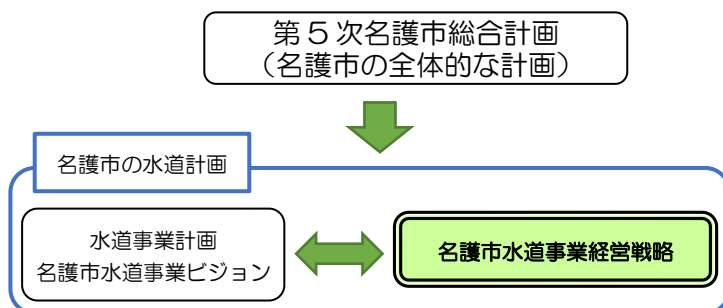 第5次名護市総合計画
（名護市の全体的な計画）
名護市の水道計画
水道事業計画
名護市水道事業ビジョン
名護市水道事業経営戦略